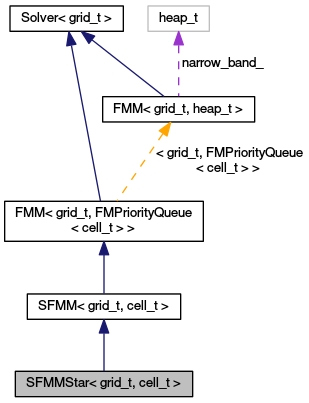 Solver< grid_t >
heap_t
narrow_band_
FMM< grid_t, heap_t >
< grid_t, FMPriorityQueue
< cell_t > >
FMM< grid_t, FMPriorityQueue
< cell_t > >
SFMM< grid_t, cell_t >
SFMMStar< grid_t, cell_t >